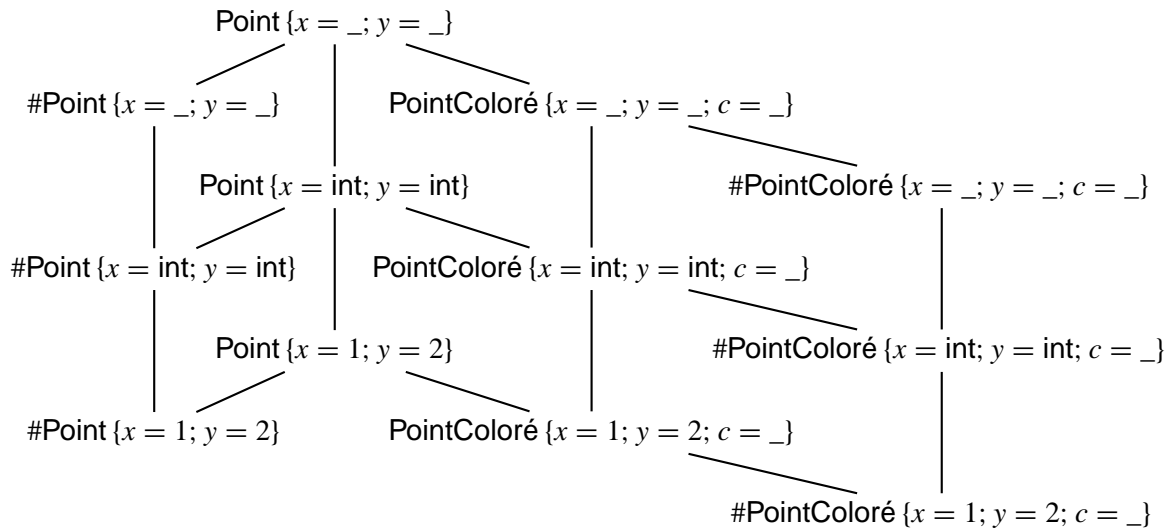 Point {x = _; y = _}
#Point {x = _; y = _} PointColoré {x = _; y = _; c = _}
Point {x = int; y = int} #PointColoré {x = _; y = _; c = _}
#Point {x = int; y = int} PointColoré {x = int; y = int; c = _}
Point {x = 1; y = 2} #PointColoré {x = int; y = int; c = _}
#Point {x = 1; y = 2} PointColoré {x = 1; y = 2; c = _}
#PointColoré {x = 1; y = 2; c = _}